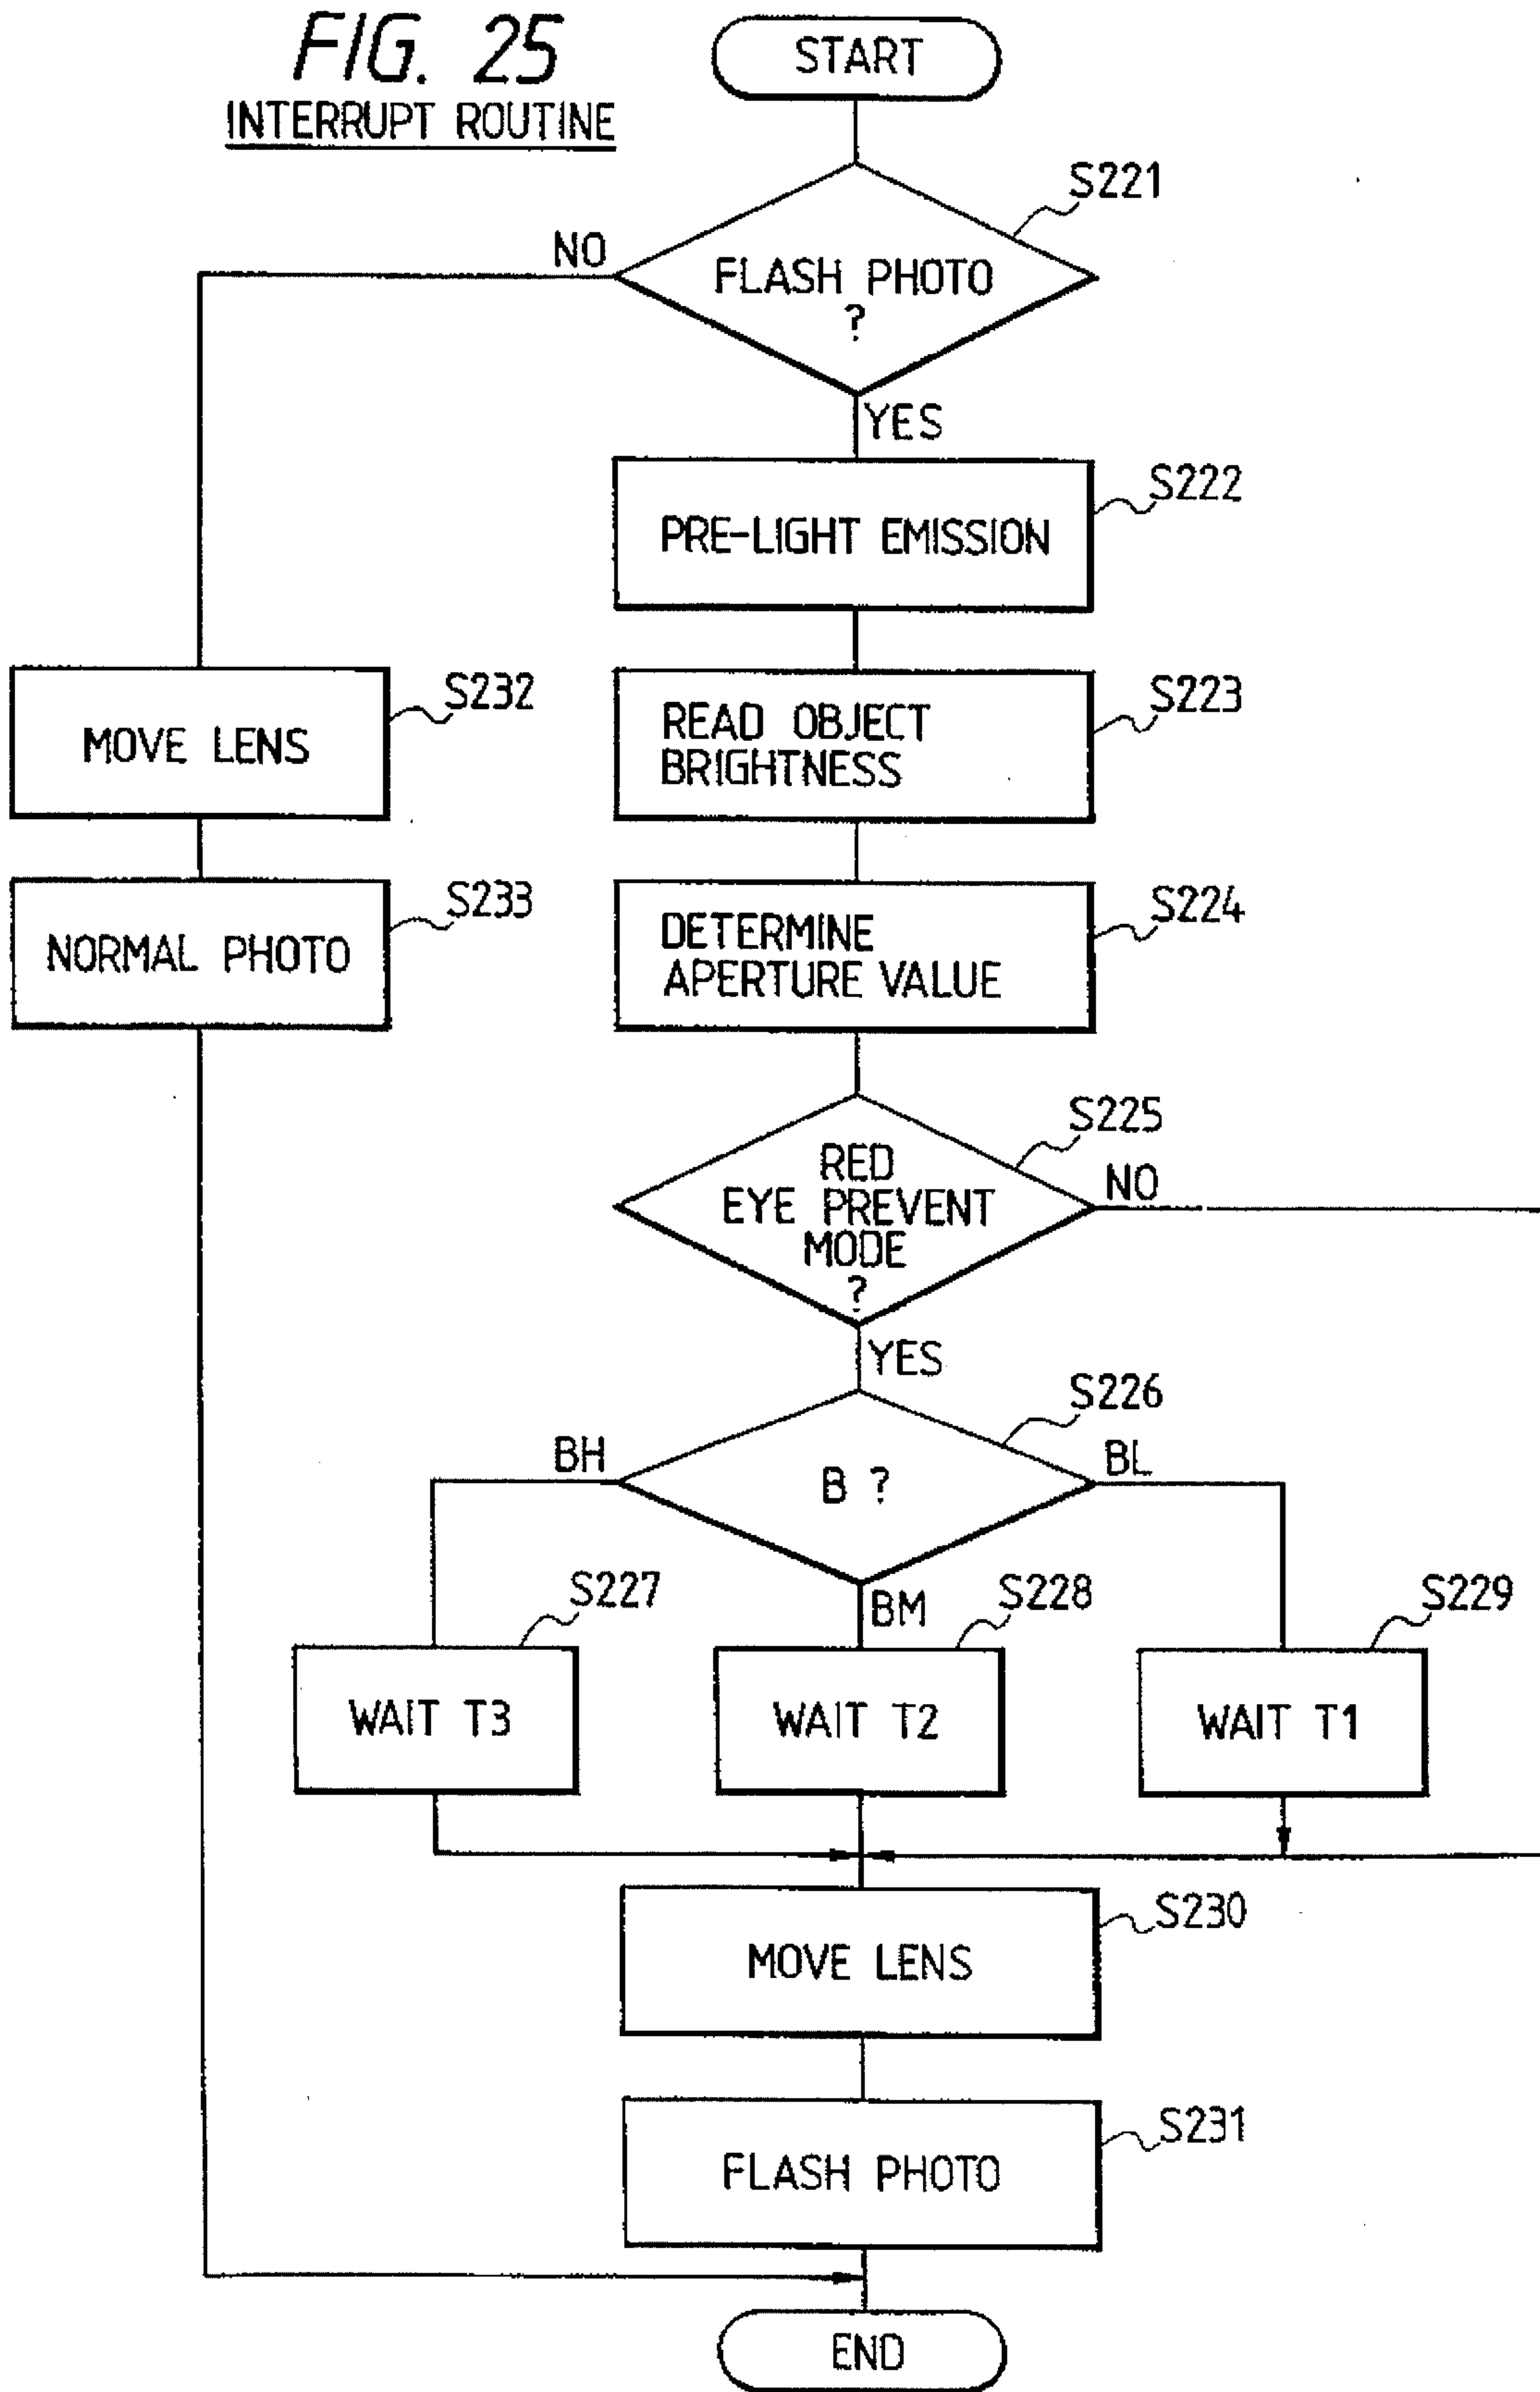 FIG. 25
INTERRUPT ROUTINE
START
S221
NO
FLASH PHOTO
?
YES
S222
PRE-LIGHT EMISSION
S232
MOVE LENS
S223
READ OBJECT
BRIGHTNESS
S233
NORMAL PHOTO
S224
DETERMINE
APERTURE VALUE
S225
RED
EYE PREVENT
MODE
?
NO
YES
S226
BH
B ?
BL
BM
S227
WAIT T3
S228
WAIT T2
S229
WAIT T1
S230
MOVE LENS
S231
FLASH PHOTO
END